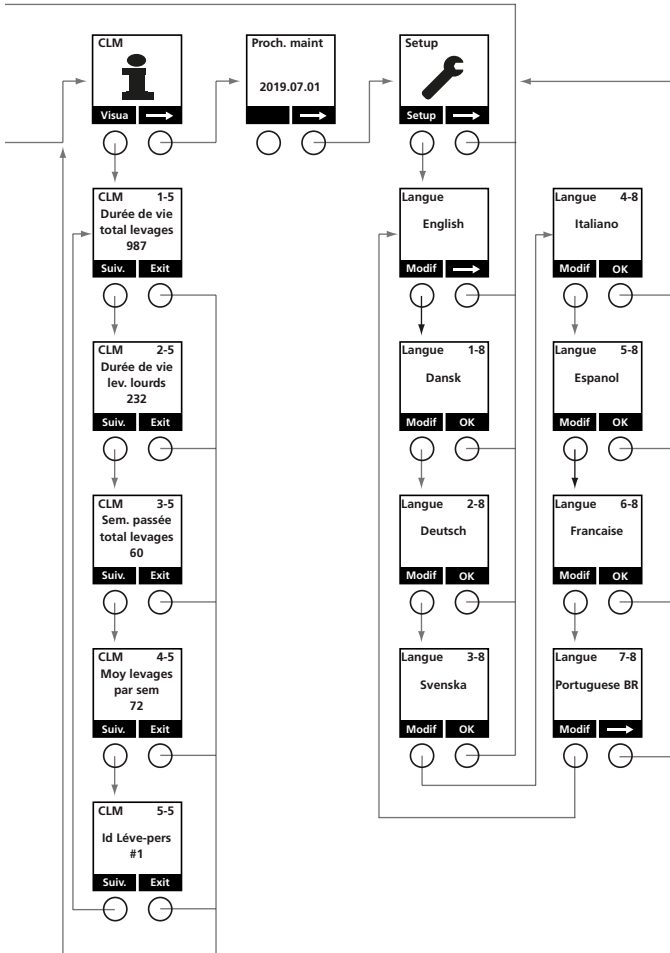 CLM
Visua
Proch. maint
2019.07.01
Setup
Setup
CLM 1-5
Durée de vie
total levages
987
Suiv. Exit
CLM 2-5
Durée de vie
lev. lourds
232
Suiv. Exit
CLM 3-5
Sem. passée
total levages
60
Suiv. Exit
CLM 4-5
Moy levages
par sem
72
Suiv. Exit
CLM 5-5
Id Léve-pers
#1
Suiv. Exit
Langue
English
Modif
Langue 1-8
Dansk
Modif OK
Langue 2-8
Deutsch
Modif OK
Langue 3-8
Svenska
Modif OK
Langue 4-8
Italiano
Modif OK
Langue 5-8
Espanol
Modif OK
Langue 6-8
Francaise
Modif OK
Langue 7-8
Portuguese BR
Modif